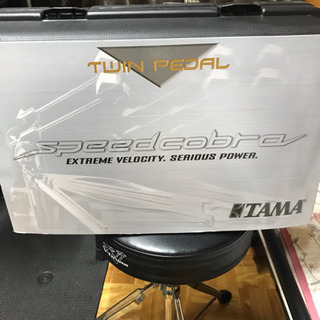 TWIN PEDAL
speedcobra
EXTREME VELOCITY. SERIOUS POWER.
TAMA